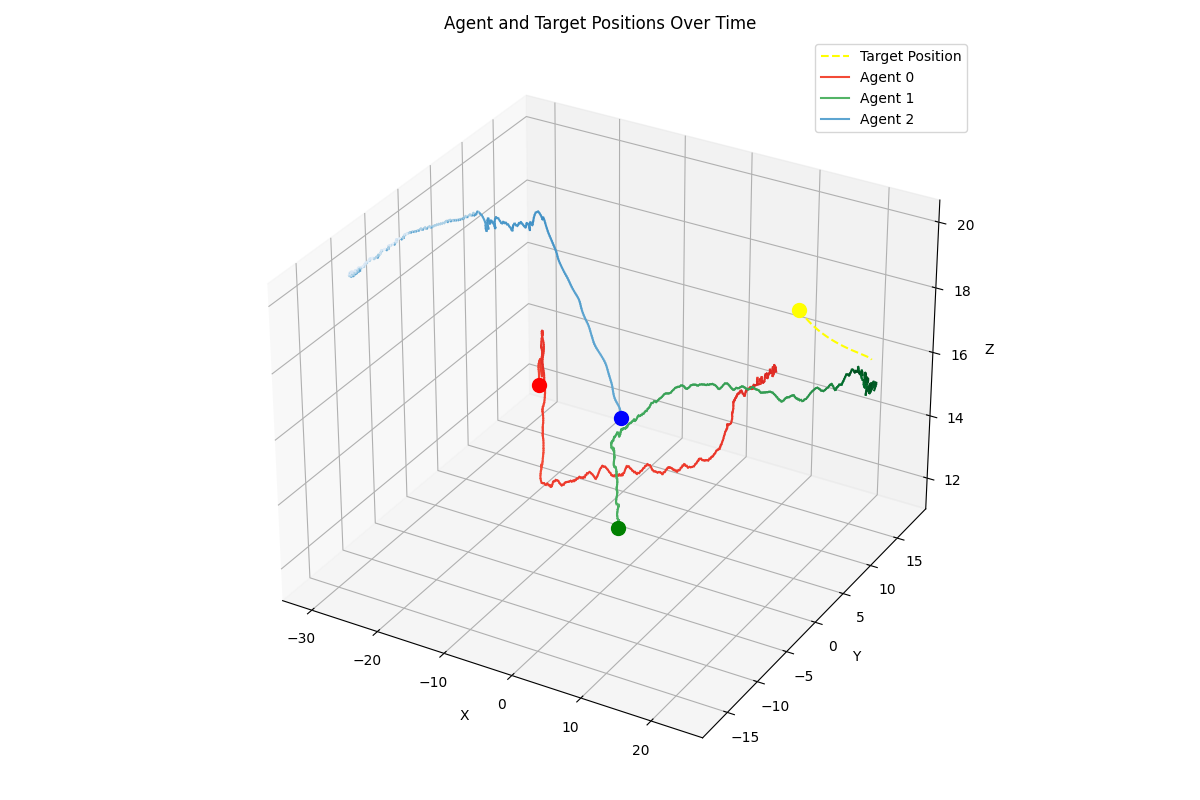 Agent and Target Positions Over Time
Target Position
Agent 0
Agent 1
Agent 2
20
18
16
14
12
Z
15
10
5
0
−5
−10
−15
Y
−30
−20
−10
0
10
20
X